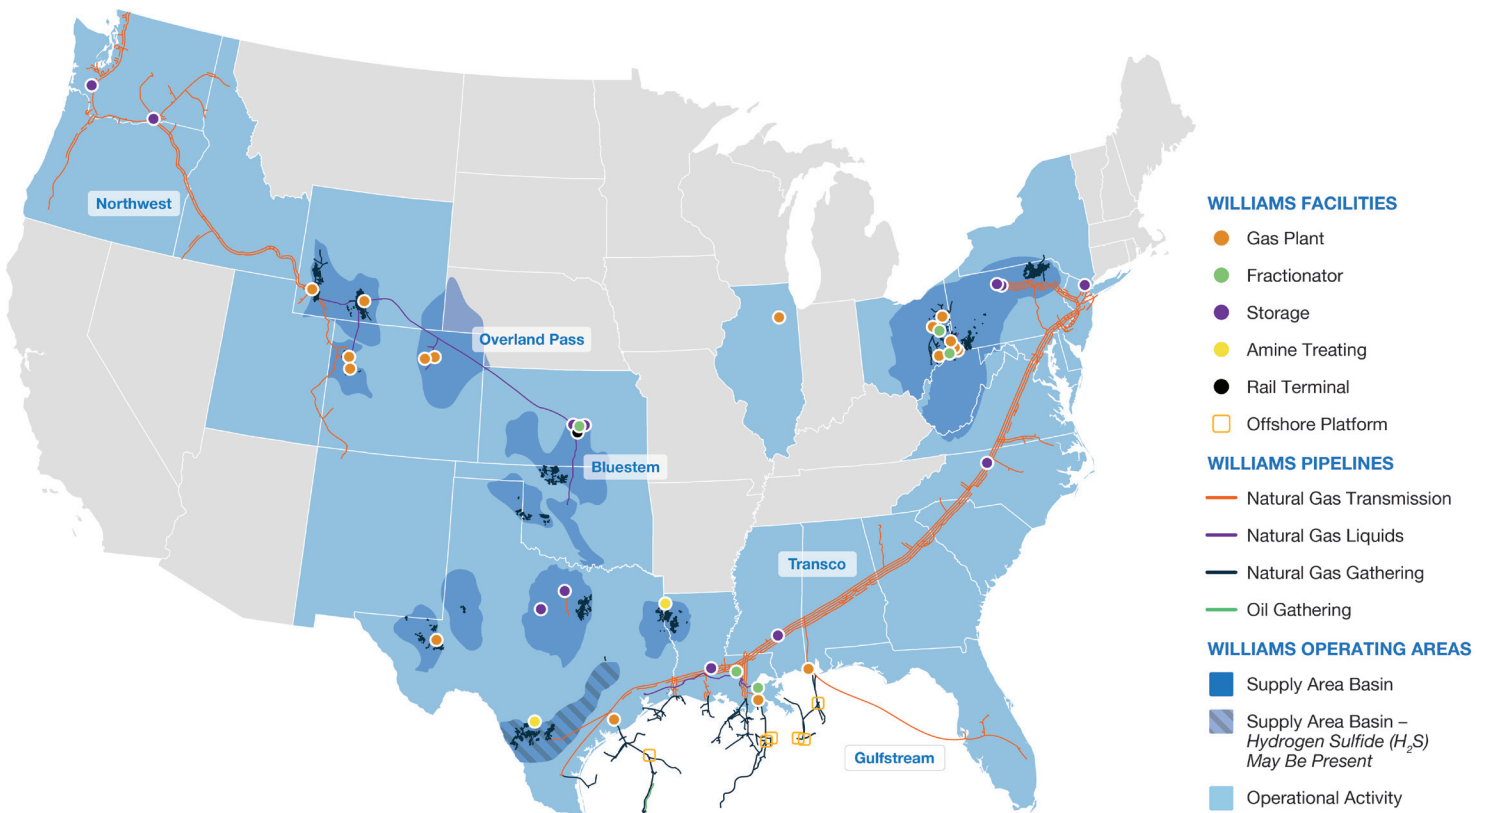 Northwest
Overland Pass
Bluestem
Transco
Gulfstream
WILLIAMS FACILITIES
Gas Plant
Fractionator
Storage
Amine Treating
Rail Terminal
Offshore Platform
WILLIAMS PIPELINES
Natural Gas Transmission
Natural Gas Liquids
Natural Gas Gathering
Oil Gathering
WILLIAMS OPERATING AREAS
Supply Area Basin
Supply Area Basin –
Hydrogen Sulfide (H₂S)
May Be Present
Operational Activity